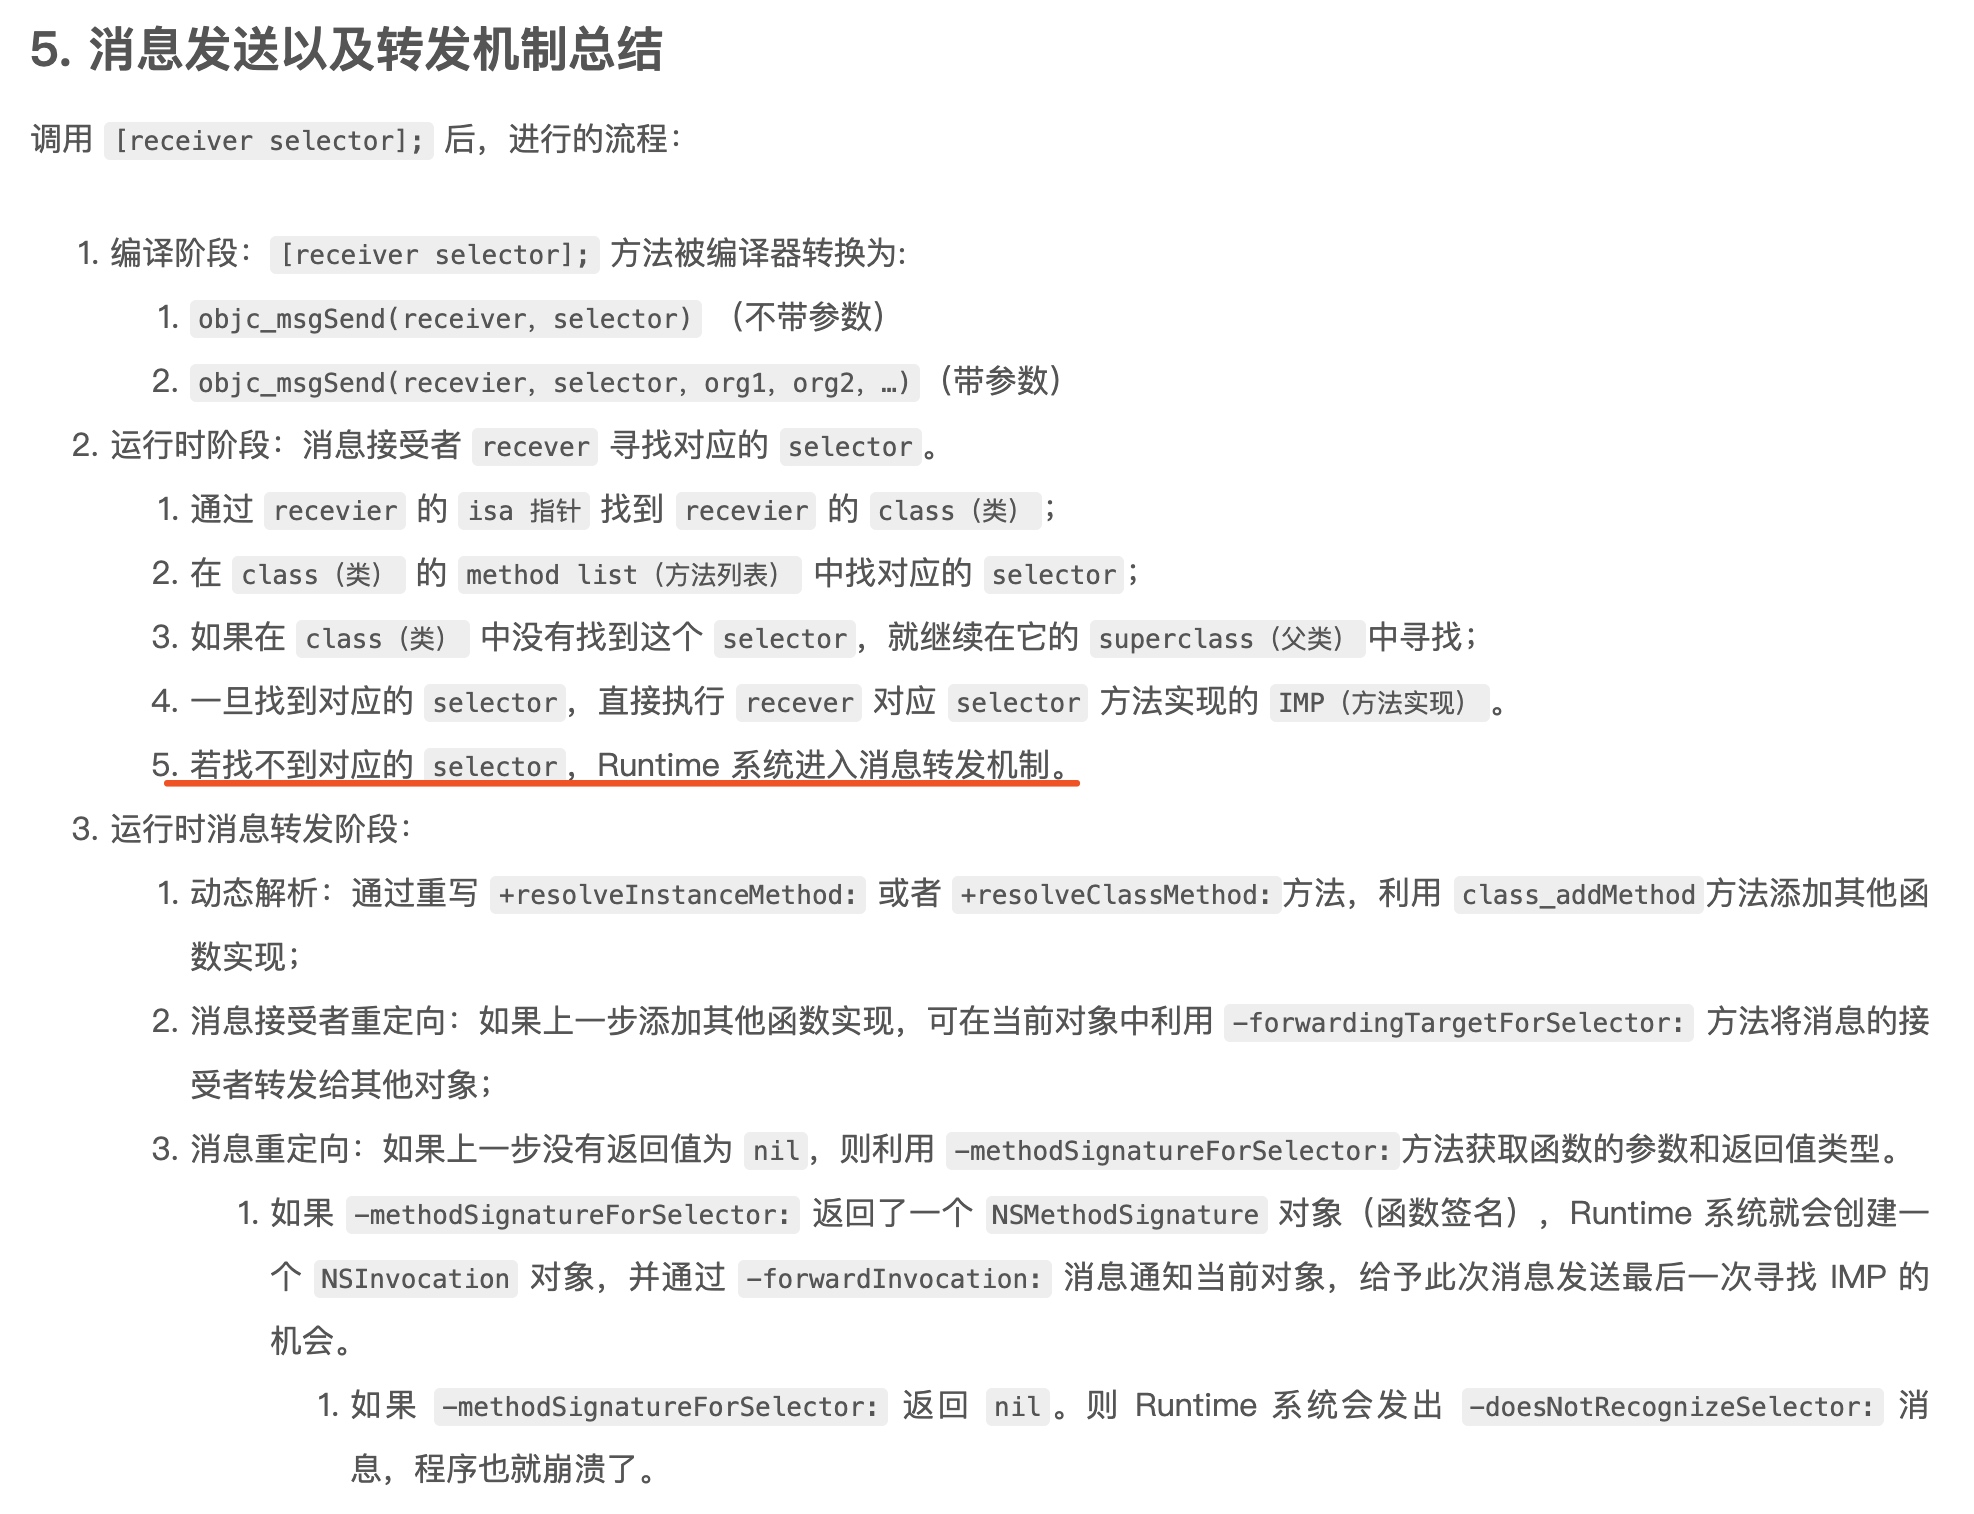 5. 消息发送以及转发机制总结
调用 [receiver selector]; 后，进行的流程：
1. 编译阶段：[receiver selector]; 方法被编译器转换为:
1. objc_msgSend(receiver，selector) （不带参数）
2. objc_msgSend(recevier，selector，org1，org2，…)（带参数）
2. 运行时阶段：消息接受者 recever 寻找对应的 selector。
1. 通过 recevier 的 isa 指针 找到 recevier 的 class（类）；
2. 在 class（类） 的 method list（方法列表） 中找对应的 selector；
3. 如果在 class（类） 中没有找到这个 selector，就继续在它的 superclass（父类）中寻找；
4. 一旦找到对应的 selector，直接执行 recever 对应 selector 方法实现的 IMP（方法实现）。
5. 若找不到对应的 selector，Runtime 系统进入消息转发机制。
3. 运行时消息转发阶段：
1. 动态解析：通过重写 +resolveInstanceMethod: 或者 +resolveClassMethod:方法，利用 class_addMethod方法添加其他函
数实现；
2. 消息接受者重定向：如果上一步添加其他函数实现，可在当前对象中利用 -forwardingTargetForSelector: 方法将消息的接
受者转发给其他对象；
3. 消息重定向：如果上一步没有返回值为 nil，则利用 -methodSignatureForSelector:方法获取函数的参数和返回值类型。
1. 如果 -methodSignatureForSelector: 返回了一个 NSMethodSignature 对象（函数签名），Runtime 系统就会创建一
个 NSInvocation 对象，并通过 -forwardInvocation: 消息通知当前对象，给予此次消息发送最后一次寻找 IMP 的
机会。
1. 如果 -methodSignatureForSelector: 返回 nil。则 Runtime 系统会发出 -doesNotRecognizeSelector: 消
息，程序也就崩溃了。